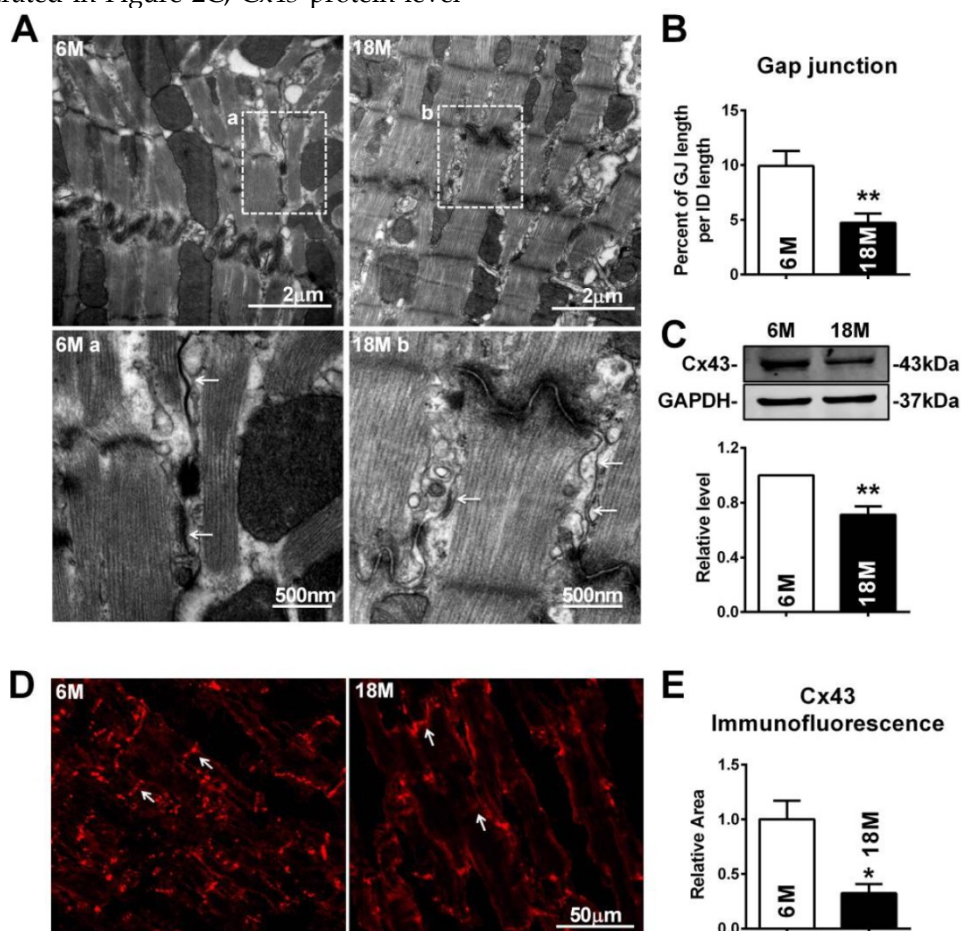 rated in Figure 2C, Cx43 protein level
A
6M
a
2μm
18M
b
2μm
6M a
500nm
18M b
500nm
B
Gap junction
Percent of GJ length
per ID length
15
10
5
0
**
6M
18M
C
6M 18M
Cx43- -43kDa
GAPDH- -37kDa
Relative level
1.2
0.8
0.4
0.0
**
6M
18M
D
6M
18M
50μm
E
Cx43
Immunofluorescence
Relative Area
1.5
1.0
0.5
0.0
6M
* 18M